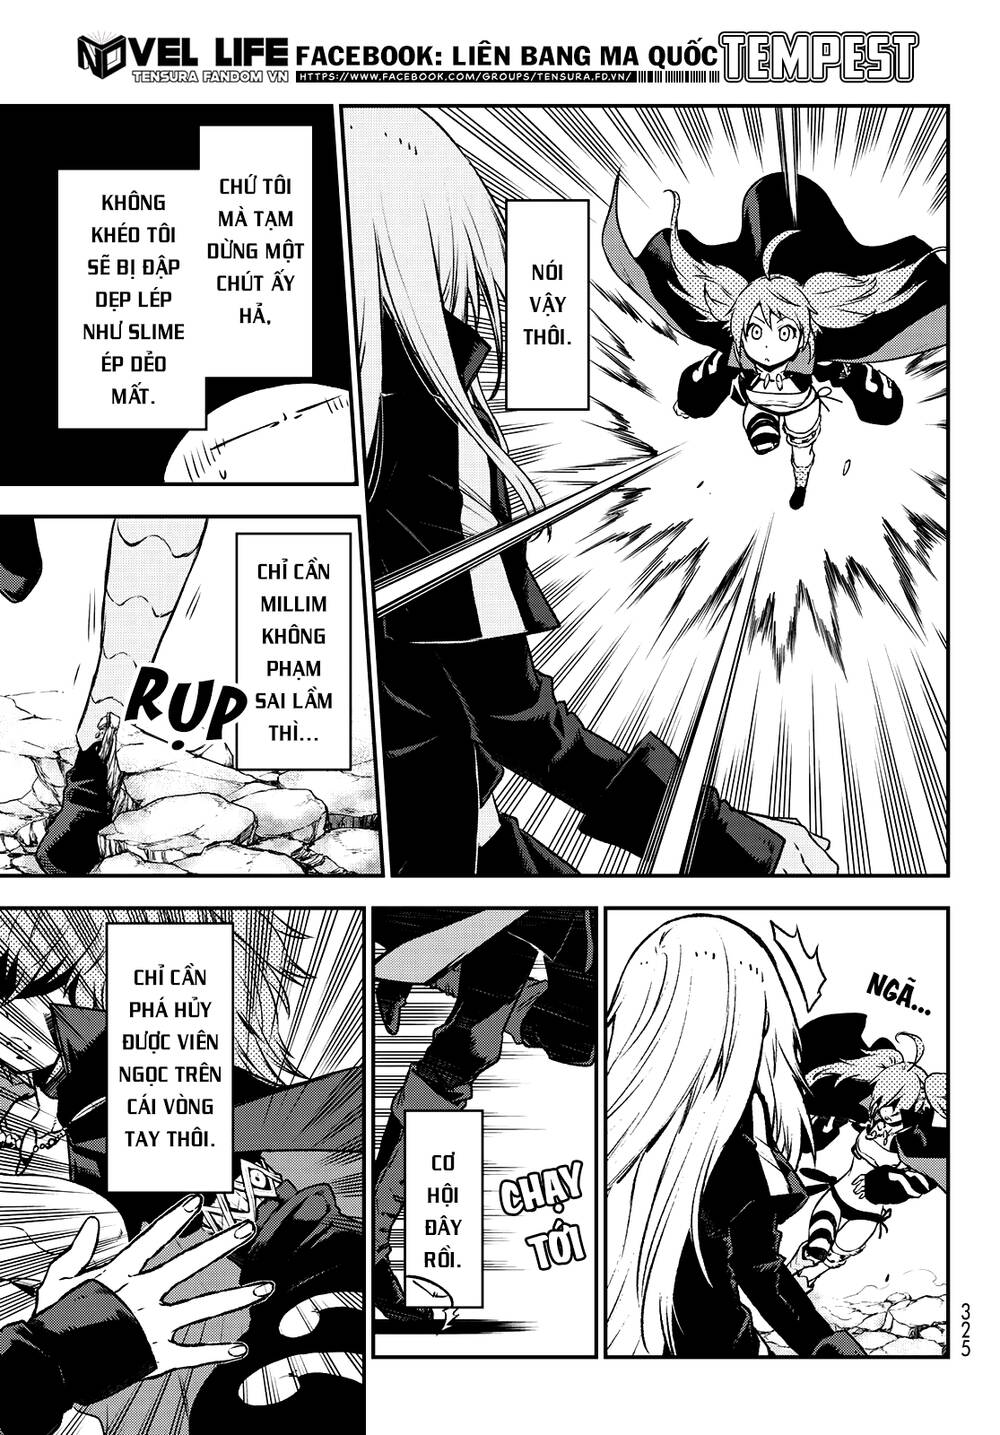 NOVEL LIFE
TENSURA FANDOM VN
FACEBOOK: LIÊN BANG MA QUỐC
TEMPEST
HTTPS://WWW.FACEBOOK.COM/GROUPS/TENSURA.FD.VN/
NÓI
VẬY
THÔI.
CHỨ TÔI
MÀ TẠM
DỪNG MỘT
CHÚT ẤY
HẢ,
KHÔNG
KHÉO TÔI
SẼ BỊ ĐẬP
DẸP LÉP
NHƯ SLIME
ÉP DẺO
MẤT.
CHỈ CẦN
MILLIM
KHÔNG
PHẠM
SAI LẦM
THÌ...
RỤP
NGÃ...
CƠ
HỘI
ĐÂY
RỒI.
CHẠY
TỚI
CHỈ CẦN
PHÁ HỦY
ĐƯỢC VIÊN
NGỌC TRÊN
CÁI VÒNG
TAY THÔI.
325